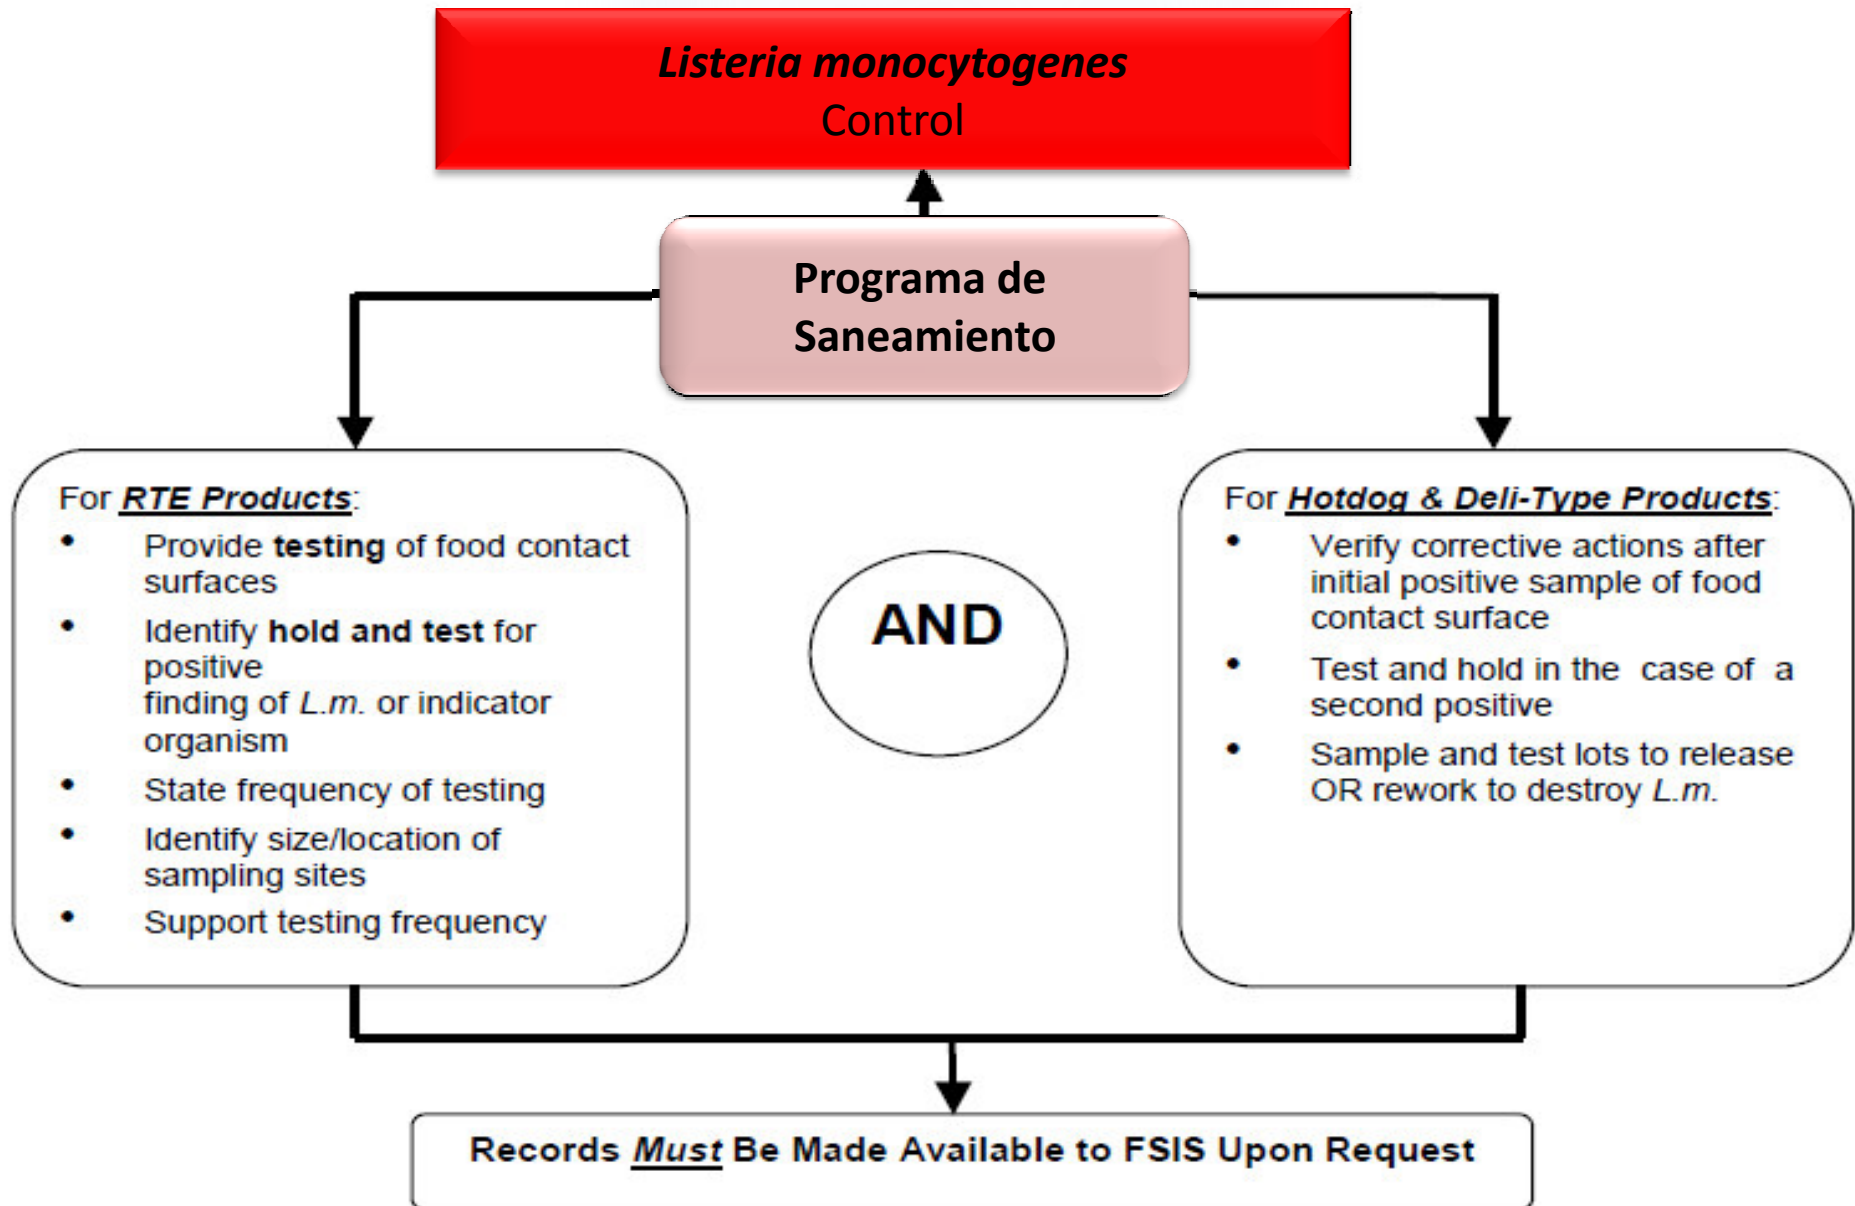 Listeria monocytogenes
Control
Programa de
Saneamiento
For RTE Products:
• Provide testing of food contact
surfaces
• Identify hold and test for
positive
finding of L.m. or indicator
organism
• State frequency of testing
• Identify size/location of
sampling sites
• Support testing frequency
AND
For Hotdog & Deli-Type Products:
• Verify corrective actions after
initial positive sample of food
contact surface
• Test and hold in the case of a
second positive
• Sample and test lots to release
OR rework to destroy L.m.
Records Must Be Made Available to FSIS Upon Request